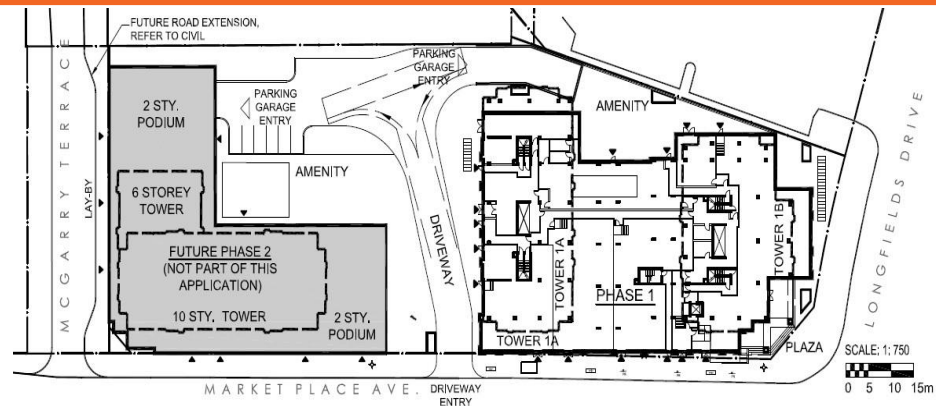 FUTURE ROAD EXTENSION,
REFER TO CIVIL
MCGARRY TERRACE
LAY-BY
2 STY.
PODIUM
PARKING
GARAGE
ENTRY
PARKING
GARAGE
ENTRY
AMENITY
6 STOREY
TOWER
FUTURE PHASE 2
(NOT PART OF THIS
APPLICATION)
10 STY. TOWER
2 STY.
PODIUM
DRIVEWAY
AMENITY
TOWER 1A
PHASE 1
TOWER 1B
TOWER 1A
PLAZA
LONGFIELDS DRIVE
MARKET PLACE AVE.
DRIVEWAY
ENTRY
SCALE: 1: 750
0 5 10 15m